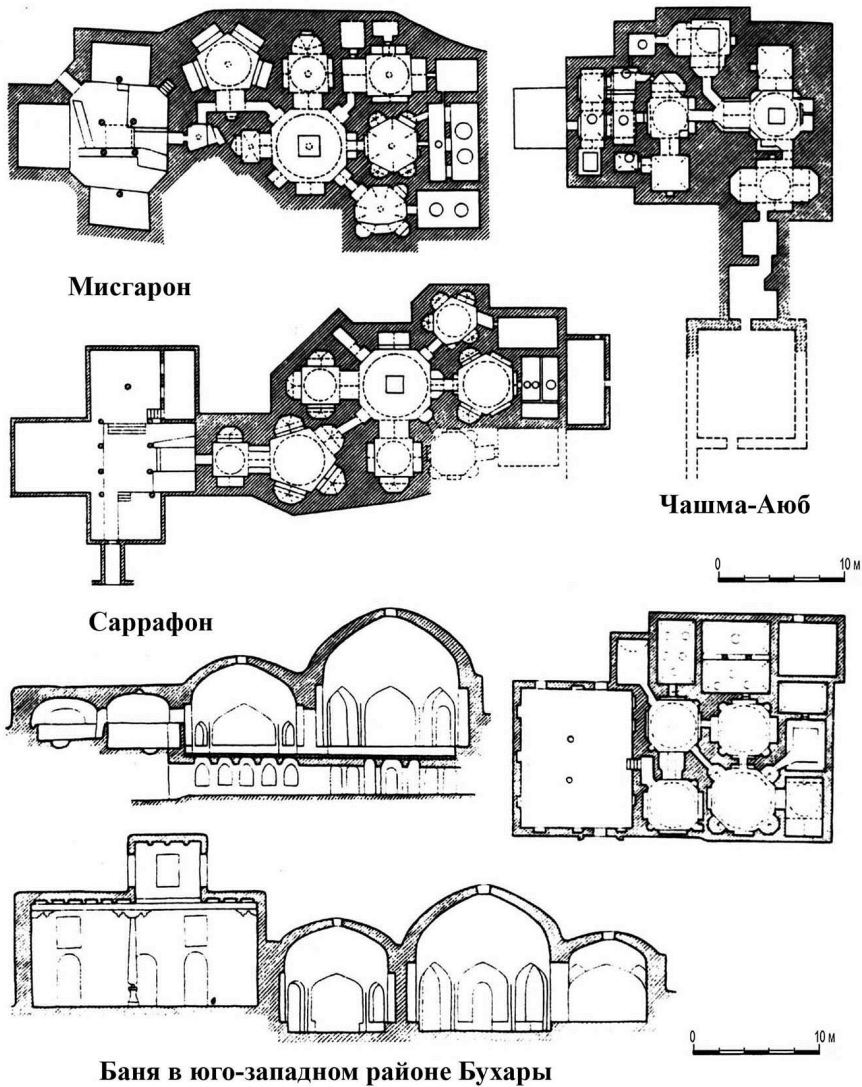 Мисгарон
Чашма-Аюб
0 10 м
Саррафон
0 10 м
Баня в юго-западном районе Бухары